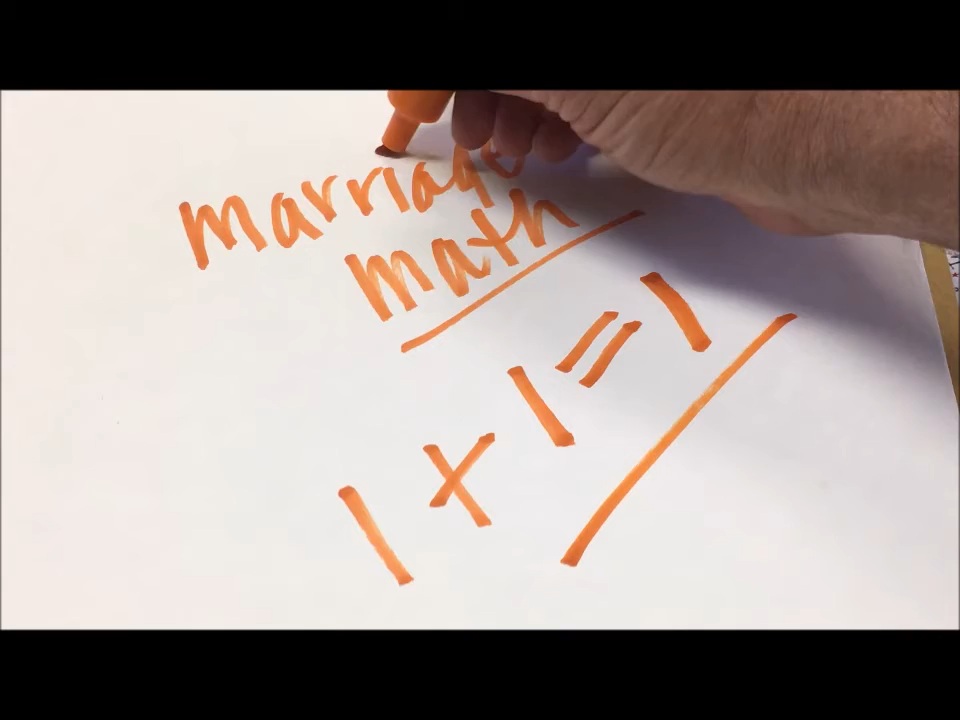 marriage
math
1 + 1 = 1